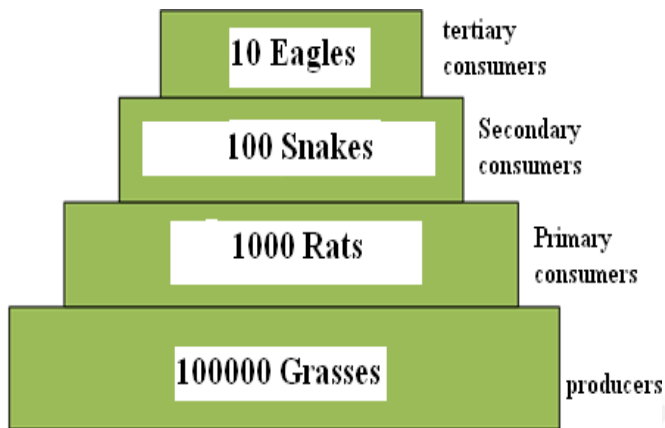 10 Eagles
tertiary
consumers
100 Snakes
Secondary
consumers
1000 Rats
Primary
consumers
100000 Grasses
producers